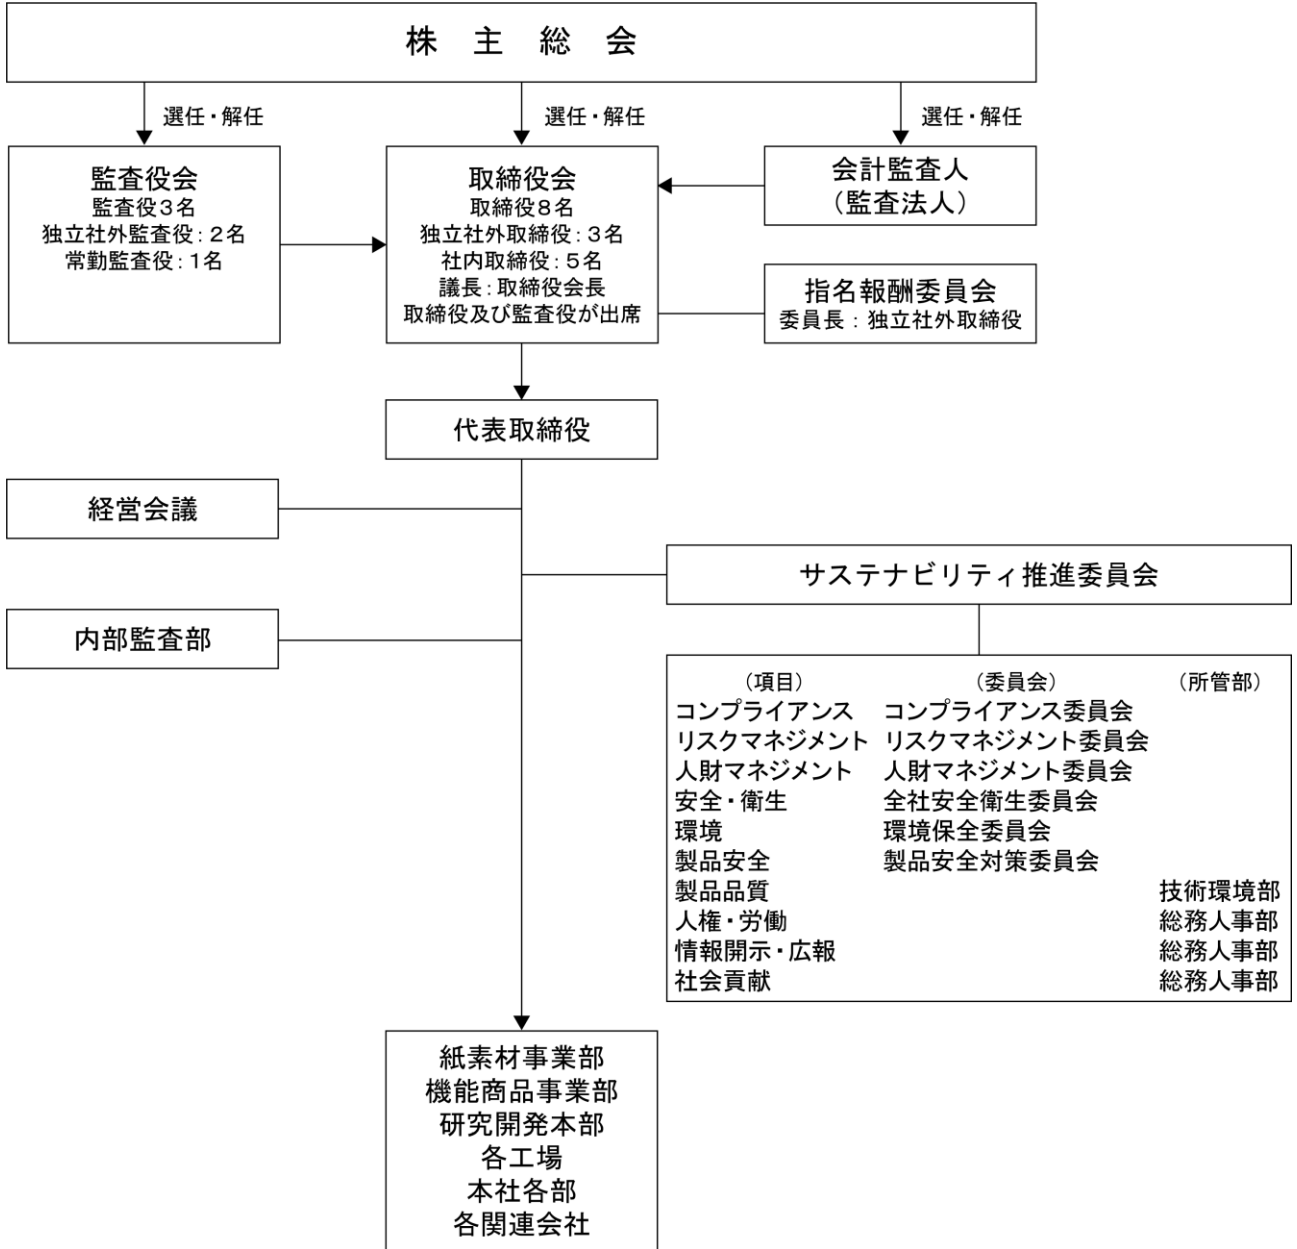 株主総会
選任・解任
選任・解任
選任・解任
監査役会
監査役3名
独立社外監査役:2名
常勤監査役:1名
取締役会
取締役8名
独立社外取締役:3名
社内取締役:5名
議長:取締役会長
取締役及び監査役が出席
会計監査人
(監査法人)
指名報酬委員会
委員長:独立社外取締役
代表取締役
経営会議
サステナビリティ推進委員会
内部監査部
(項目) (委員会) (所管部)
コンプライアンス コンプライアンス委員会
リスクマネジメント リスクマネジメント委員会
人財マネジメント 人財マネジメント委員会
安全・衛生 全社安全衛生委員会
環境 環境保全委員会
製品安全 製品安全対策委員会
製品品質 技術環境部
人権・労働 総務人事部
情報開示・広報 総務人事部
社会貢献 総務人事部
紙素材事業部
機能商品事業部
研究開発本部
各工場
本社各部
各関連会社